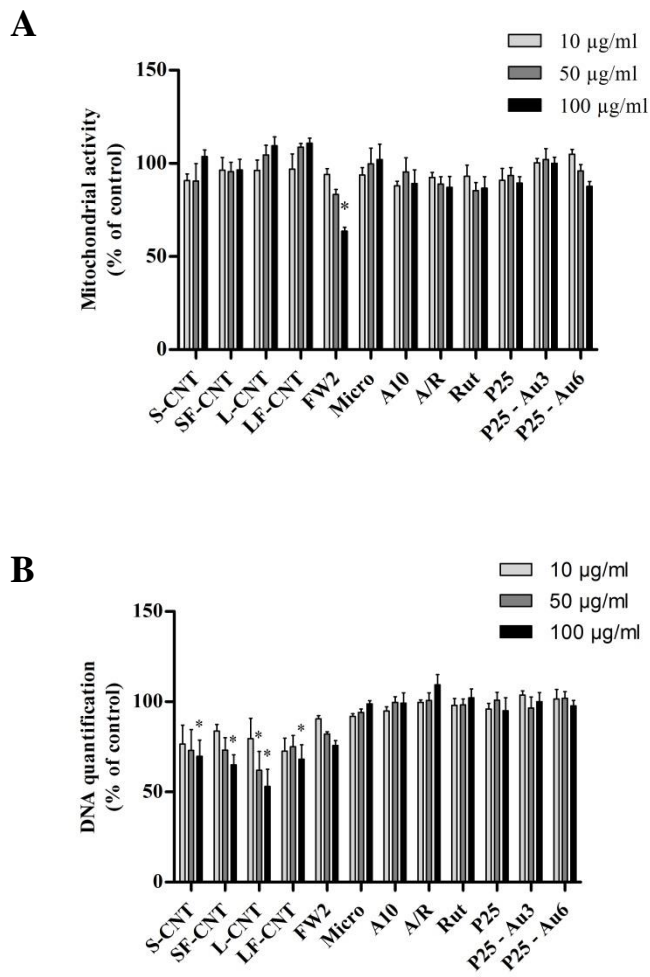 A
10 µg/ml
50 µg/ml
100 µg/ml
Mitochondrial activity
(% of control)
150
100
50
0
*
S-CNT
SF-CNT
L-CNT
LF-CNT
FW2
Micro
A10
A/R
Rut
P25
P25 - Au3
P25 - Au6
B
10 µg/ml
50 µg/ml
100 µg/ml
DNA quantification
(% of control)
150
100
50
0
*
*
*
*
*
S-CNT
SF-CNT
L-CNT
LF-CNT
FW2
Micro
A10
A/R
Rut
P25
P25 - Au3
P25 - Au6